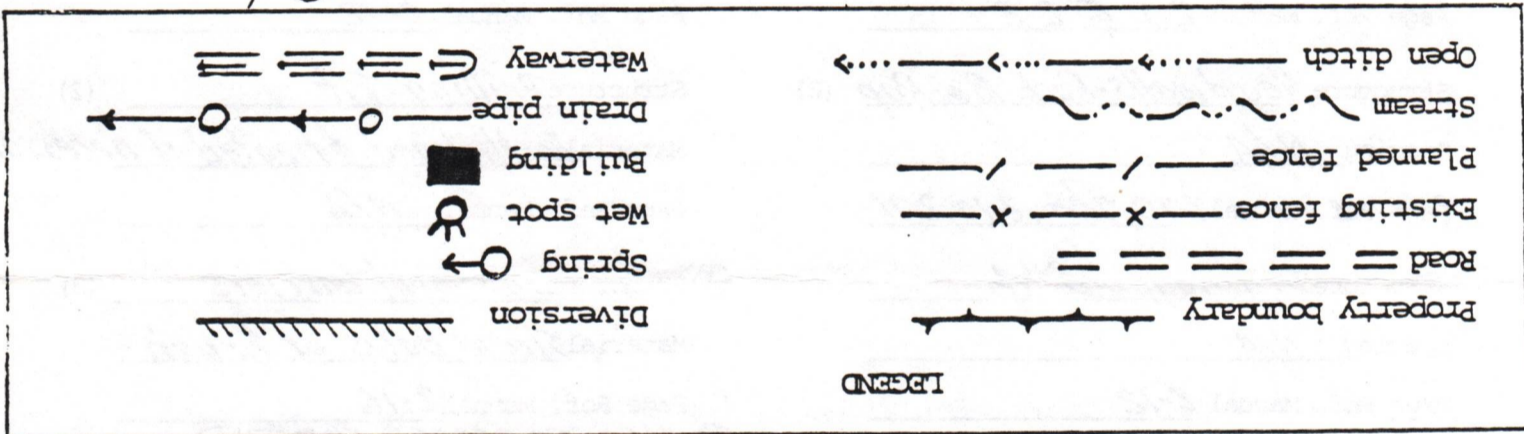 LEGEND
Property boundary
Road
Existing fence
Planned fence
Stream
Open ditch
Diversion
Spring
Wet spot
Building
Drain pipe
Waterway